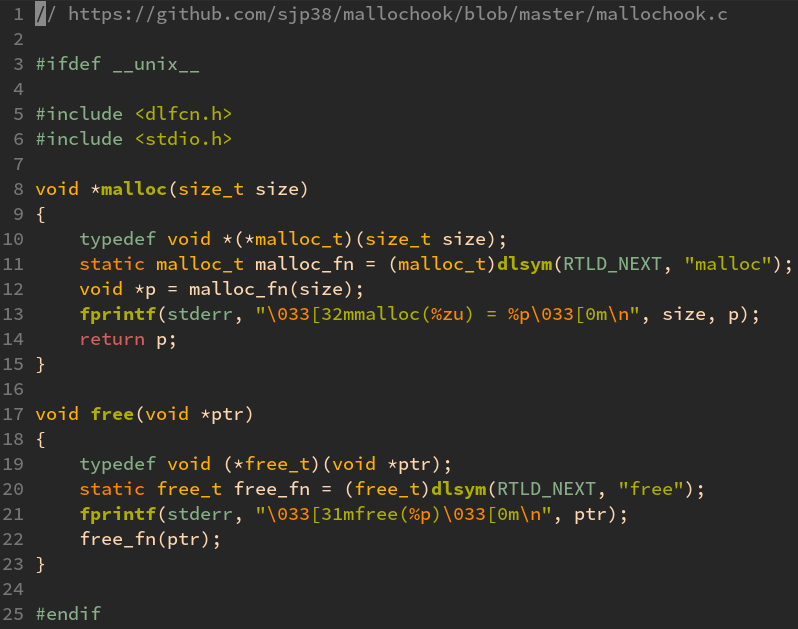 1 // https://github.com/sjp38/mallochook/blob/master/mallochook.c
2
3 #ifdef __unix__
4
5 #include <dlfcn.h>
6 #include <stdio.h>
7
8 void *malloc(size_t size)
9 {
10     typedef void *(*malloc_t)(size_t size);
11     static malloc_t malloc_fn = (malloc_t)dlsym(RTLD_NEXT, "malloc");
12     void *p = malloc_fn(size);
13     fprintf(stderr, "\033[32mmalloc(%zu) = %p\033[0m\n", size, p);
14     return p;
15 }
16
17 void free(void *ptr)
18 {
19     typedef void (*free_t)(void *ptr);
20     static free_t free_fn = (free_t)dlsym(RTLD_NEXT, "free");
21     fprintf(stderr, "\033[31mfree(%p)\033[0m\n", ptr);
22     free_fn(ptr);
23 }
24
25 #endif